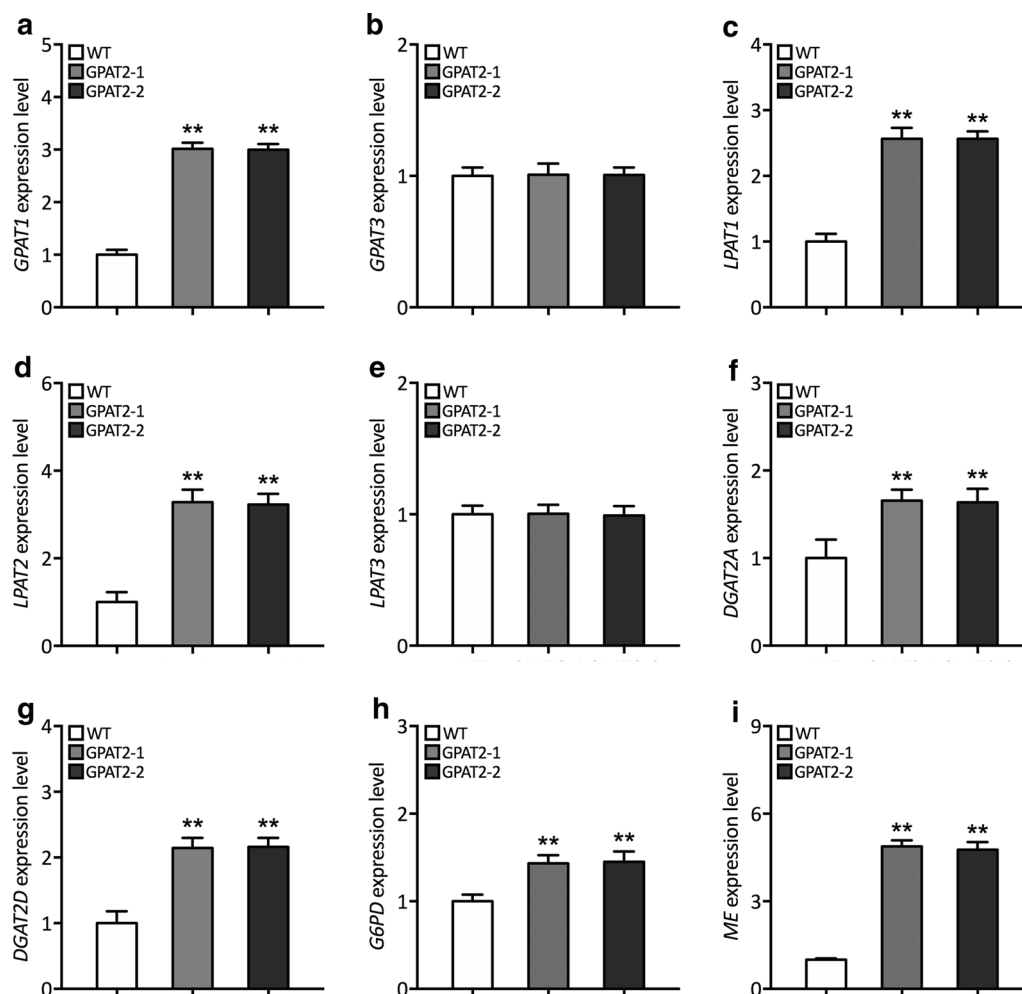 a
5
4
3
2
1
0
GPAT1 expression level
WT
GPAT2-1
GPAT2-2
** **
b
2
1
0
GPAT3 expression level
WT
GPAT2-1
GPAT2-2
c
4
3
2
1
0
LPAT1 expression level
WT
GPAT2-1
GPAT2-2
** **
d
6
4
2
0
LPAT2 expression level
WT
GPAT2-1
GPAT2-2
** **
e
2
1
0
LPAT3 expression level
WT
GPAT2-1
GPAT2-2
f
3
2
1
0
DGAT2A expression level
WT
GPAT2-1
GPAT2-2
** **
g
4
3
2
1
0
DGAT2D expression level
WT
GPAT2-1
GPAT2-2
** **
h
3
2
1
0
G6PD expression level
WT
GPAT2-1
GPAT2-2
** **
i
9
6
3
0
ME expression level
WT
GPAT2-1
GPAT2-2
** **